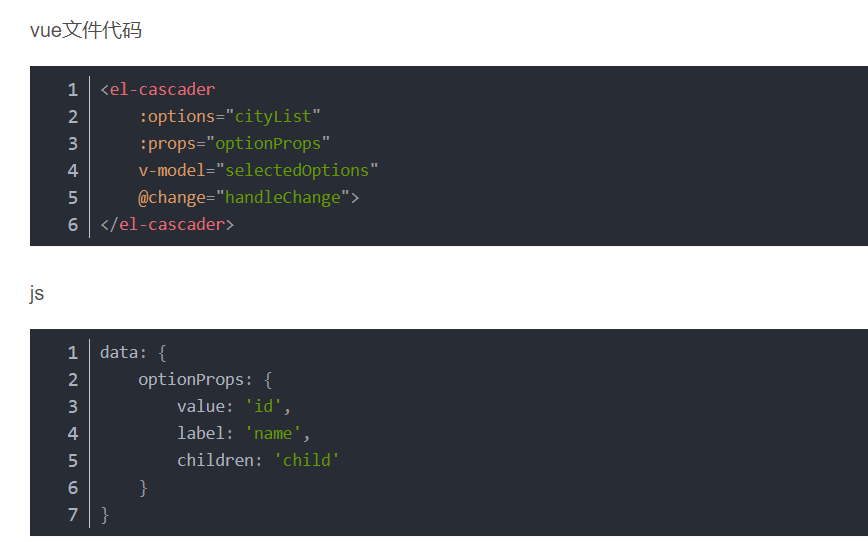 vue文件代码
1 <el-cascader
2     :options="cityList"
3     :props="optionProps"
4     v-model="selectedOptions"
5     @change="handleChange">
6 </el-cascader>
js
1 data: {
2     optionProps: {
3         value: 'id',
4         label: 'name',
5         children: 'child'
6     }
7 }